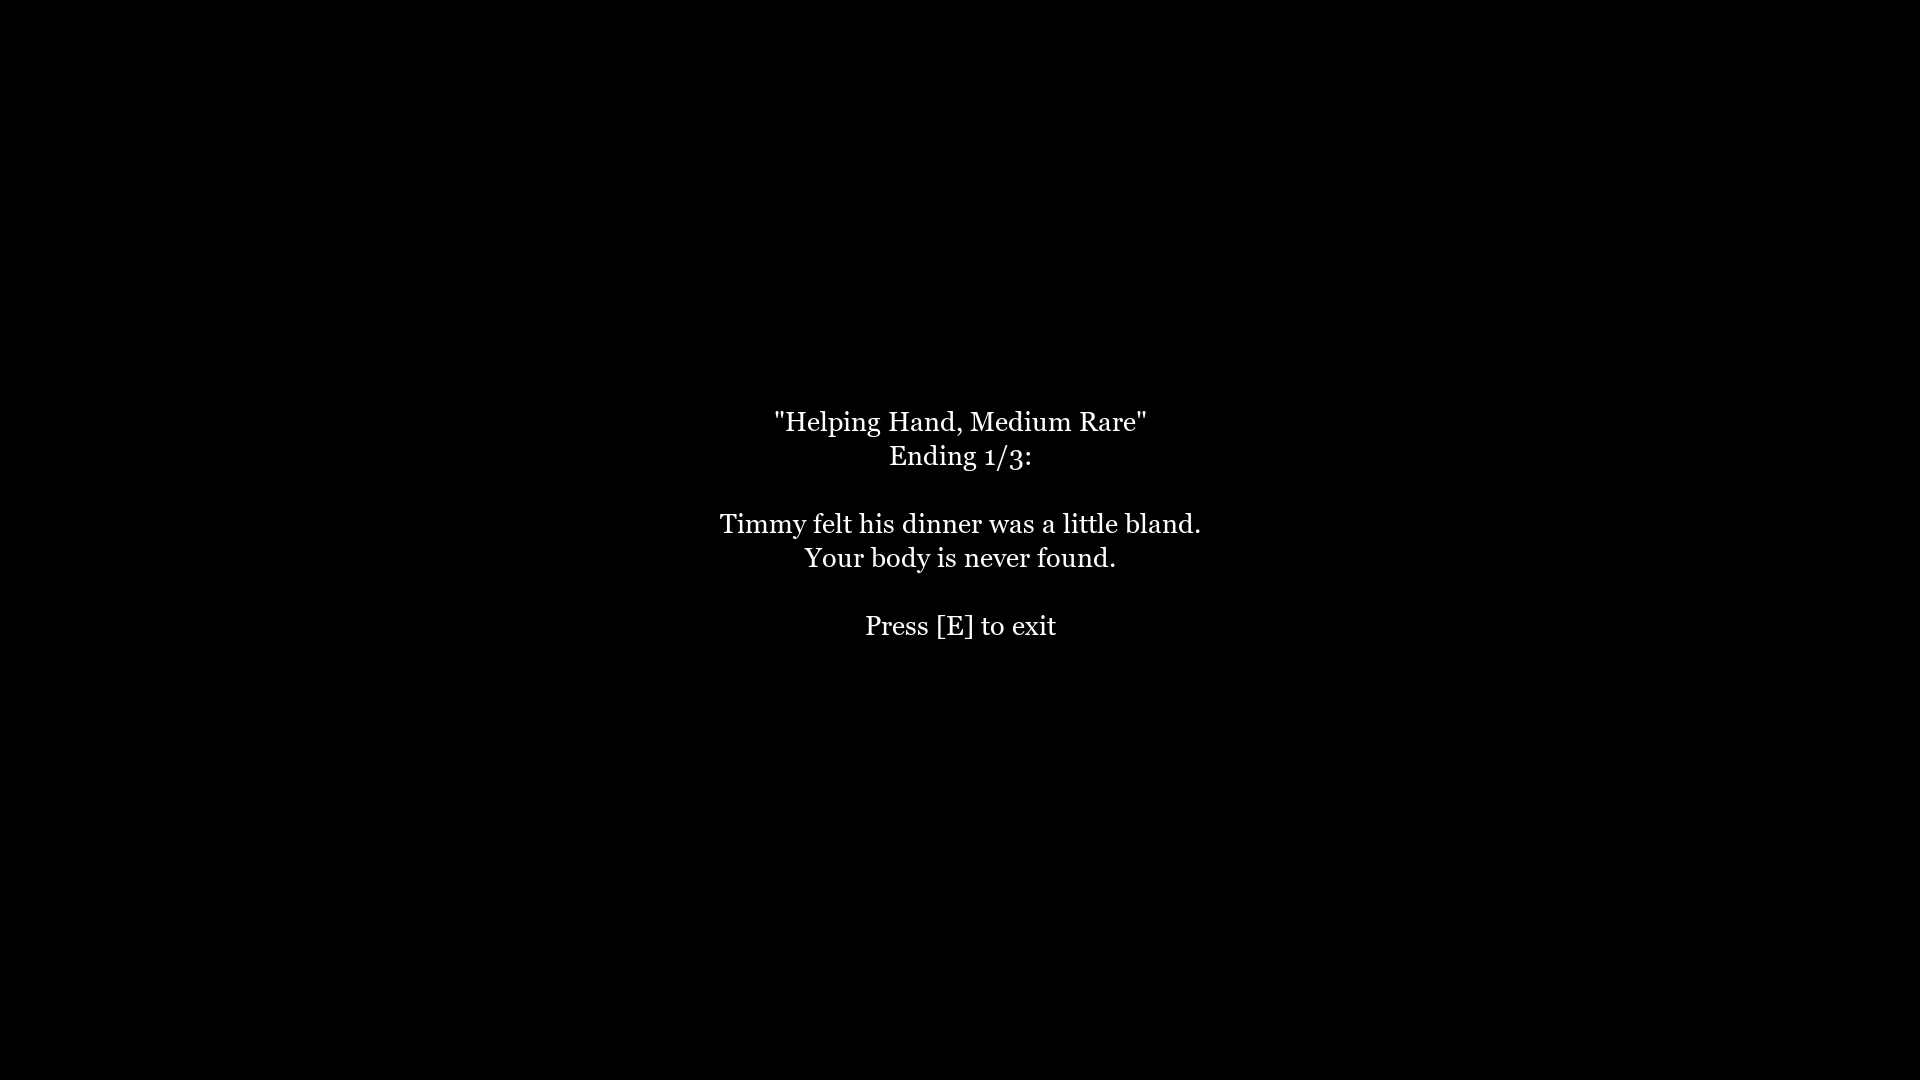 "Helping Hand, Medium Rare"
Ending 1/3:
Timmy felt his dinner was a little bland.
Your body is never found.
Press [E] to exit